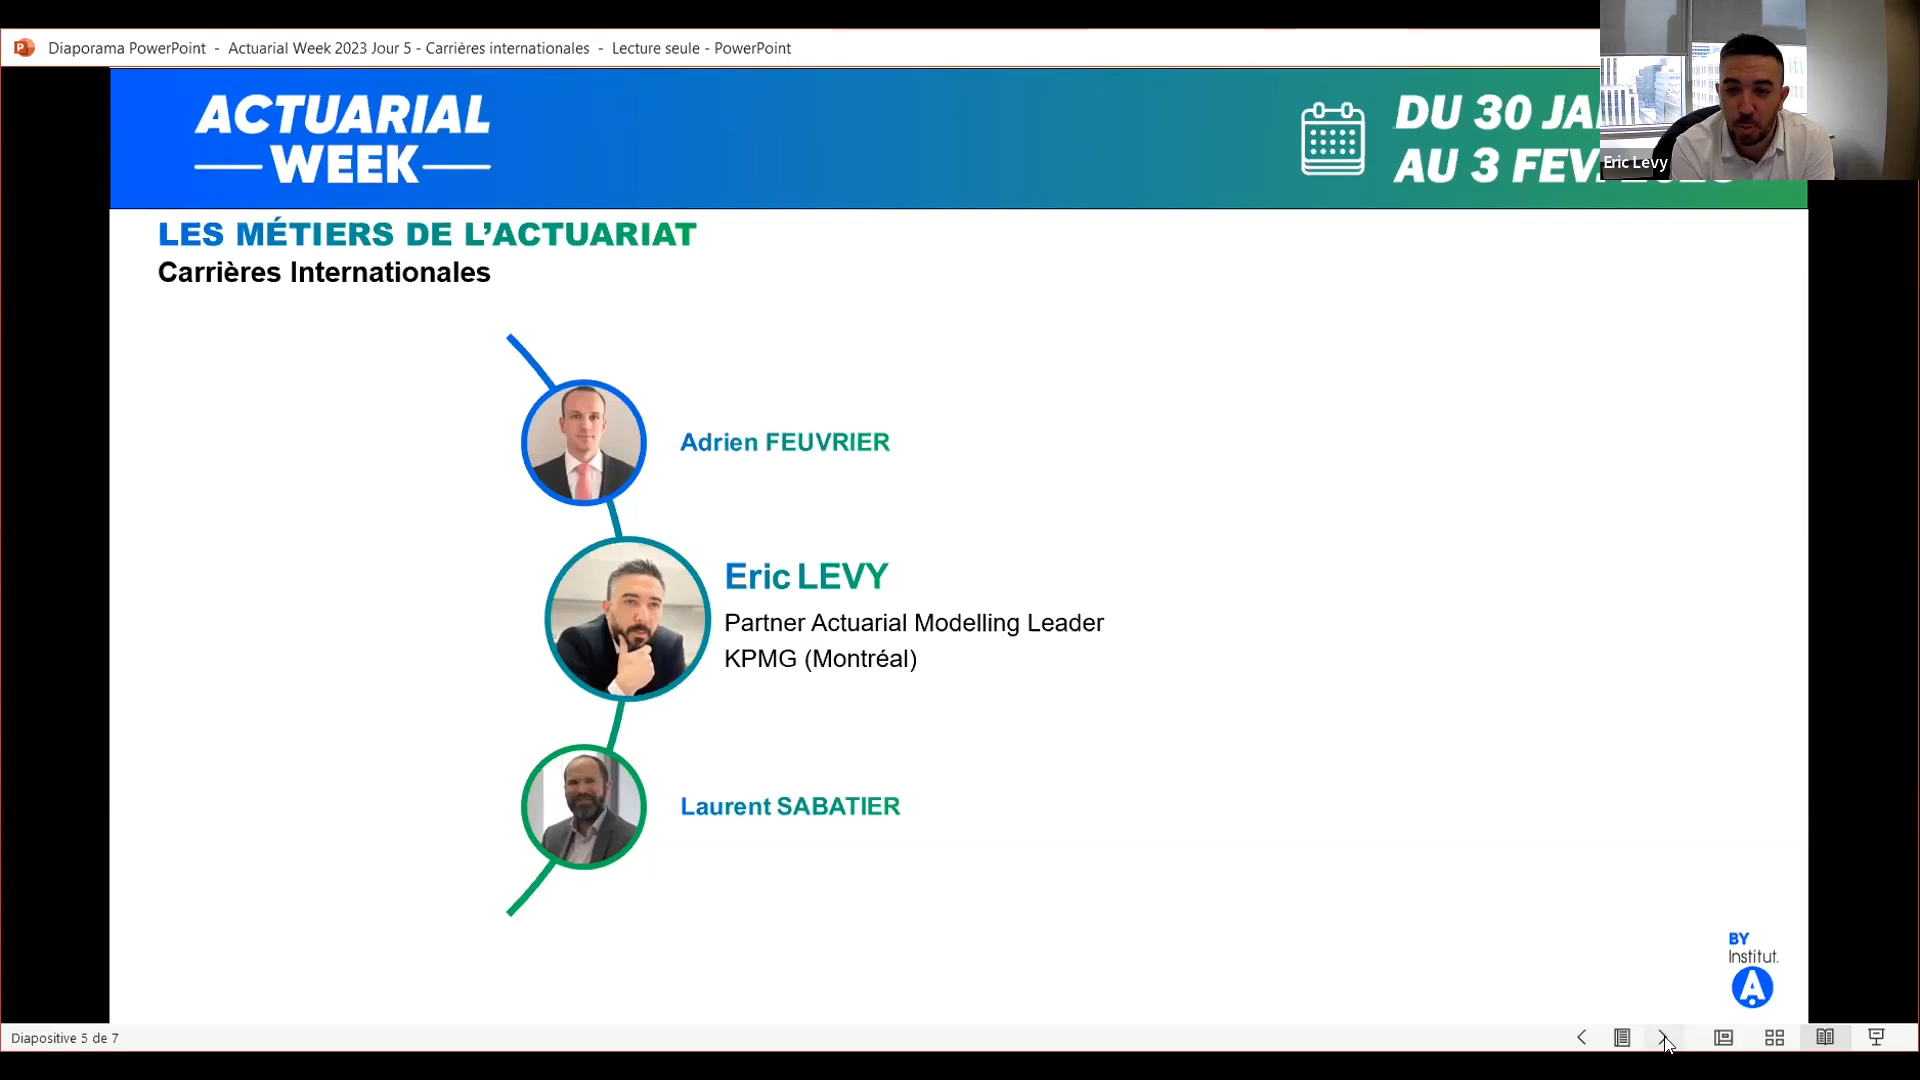 Diaporama PowerPoint - Actuarial Week 2023 Jour 5 - Carrières internationales - Lecture seule - PowerPoint
ACTUARIAL
WEEK
DU 30 JA
AU 3 FEV.
Eric Levy
LES MÉTIERS DE L’ACTUARIAT
Carrières Internationales
Adrien FEUVRIER
Eric LEVY
Partner Actuarial Modelling Leader
KPMG (Montréal)
Laurent SABATIER
BY
Institut.
A
Diapositive 5 de 7